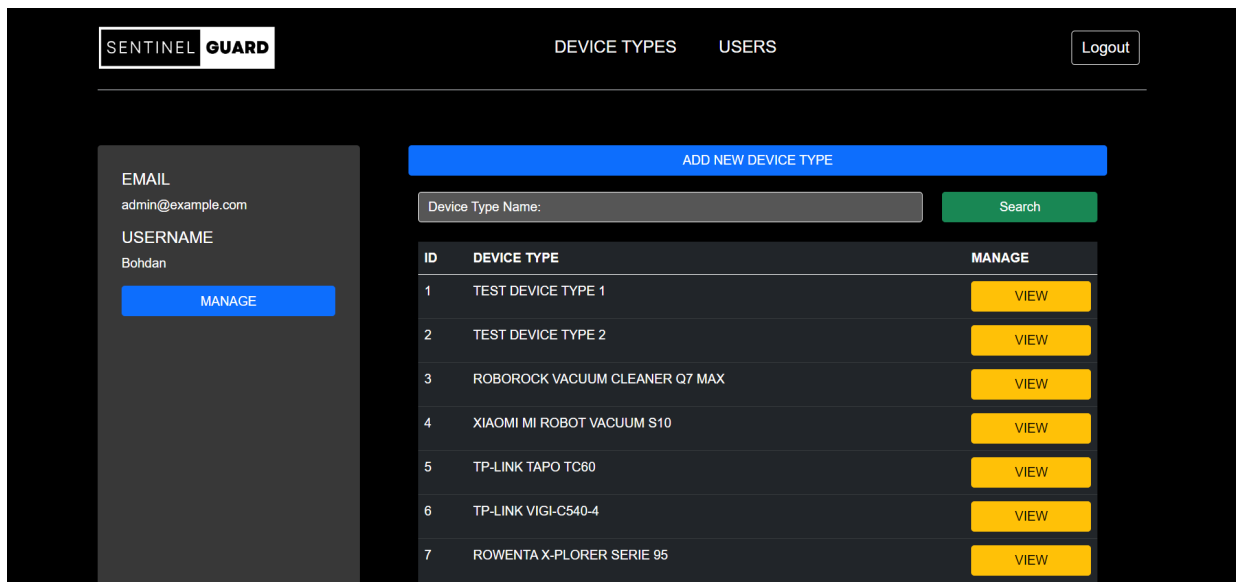 SENTINEL GUARD
DEVICE TYPES USERS
Logout
EMAIL
admin@example.com
USERNAME
Bohdan
MANAGE
ADD NEW DEVICE TYPE
Device Type Name:
Search
ID DEVICE TYPE MANAGE
1 TEST DEVICE TYPE 1 VIEW
2 TEST DEVICE TYPE 2 VIEW
3 ROBOROCK VACUUM CLEANER Q7 MAX VIEW
4 XIAOMI MI ROBOT VACUUM S10 VIEW
5 TP-LINK TAPO TC60 VIEW
6 TP-LINK VIGI-C540-4 VIEW
7 ROWENTA X-PLORER SERIE 95 VIEW